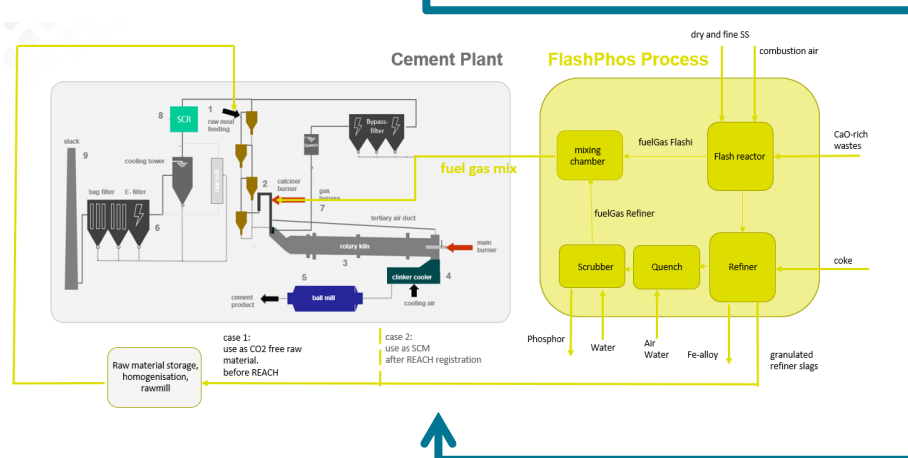 dry and fine SS
combustion air
Cement Plant
FlashPhos Process
8
SCR
1
raw meal
feeding
Bypass-
filter
Quench
stack
9
cooling tower
bag filter
E- filter
6
2
calciner
burner
gas
bypass
7
fuel gas mix
mixing
chamber
fuelGas Flashi
Flash reactor
CaO-rich
wastes
fuelGas Refiner
tertiary air duct
rotary kiln
3
main
burner
clinker cooler
4
5
ball mill
cement
product
cooling air
Scrubber
Quench
Refiner
coke
case 1:
use as CO2 free raw
material.
before REACH
case 2:
use as SCM
after REACH registration
Phosphor
Water
Air
Water
Fe-alloy
granulated
refiner slags
Raw material storage,
homogenisation,
rawmill